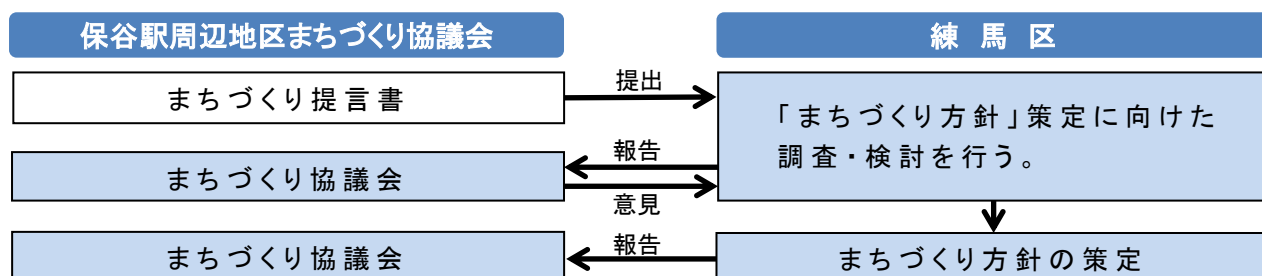 保谷駅周辺地区まちづくり協議会
練馬区
まちづくり提言書
提出
「まちづくり方針」策定に向けた
調査・検討を行う。
報告
まちづくり協議会
意見
報告
まちづくり協議会
まちづくり方針の策定